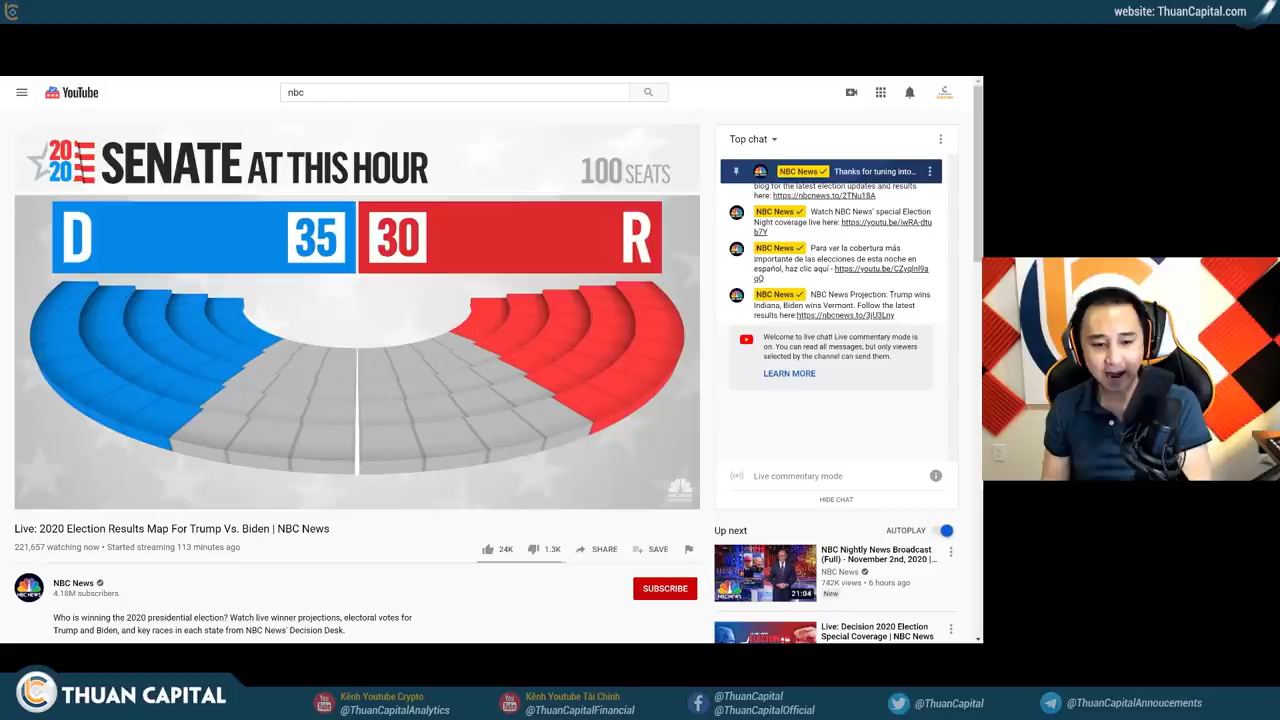 website: ThuanCapital.com
YouTube
nbc
2020 SENATE AT THIS HOUR
100 SEATS
D 35 30 R
Live: 2020 Election Results Map For Trump Vs. Biden | NBC News
221,657 watching now • Started streaming 113 minutes ago
24K 1.3K SHARE SAVE
NBC News
4.18M subscribers
SUBSCRIBE
Who is winning the 2020 presidential election? Watch live winner projections, electoral votes for
Trump and Biden, and key races in each state from NBC News' Decision Desk.
Top chat
NBC News Thanks for tuning into...
blog for the latest election updates and results
here: https://nbcnews.to/2TNu18A
NBC News Watch NBC News' special Election
Night coverage live here: https://youtu.be/iwRA-dtu
b7Y
NBC News Para ver la cobertura más
importante de las elecciones de esta noche en
español, haz clic aquí - https://youtu.be/CZyqlnl9a
gQ
NBC News NBC News Projection: Trump wins
Indiana, Biden wins Vermont. Follow the latest
results here:https://nbcnews.to/3jU3Lny
Welcome to live chat! Live commentary mode is
on. You can read all messages, but only viewers
selected by the channel can send them.
LEARN MORE
Live commentary mode
HIDE CHAT
Up next
AUTOPLAY
NBC Nightly News Broadcast
(Full) - November 2nd, 2020 |...
NBC News
742K views • 6 hours ago
New
21:04
Live: Decision 2020 Election
Special Coverage | NBC News
THUAN CAPITAL
Kênh Youtube Crypto
@ThuanCapitalAnalytics
Kênh Youtube Tài Chính
@ThuanCapitalFinancial
@ThuanCapital
@ThuanCapitalOfficial
@ThuanCapital
@ThuanCapitalAnnoucements